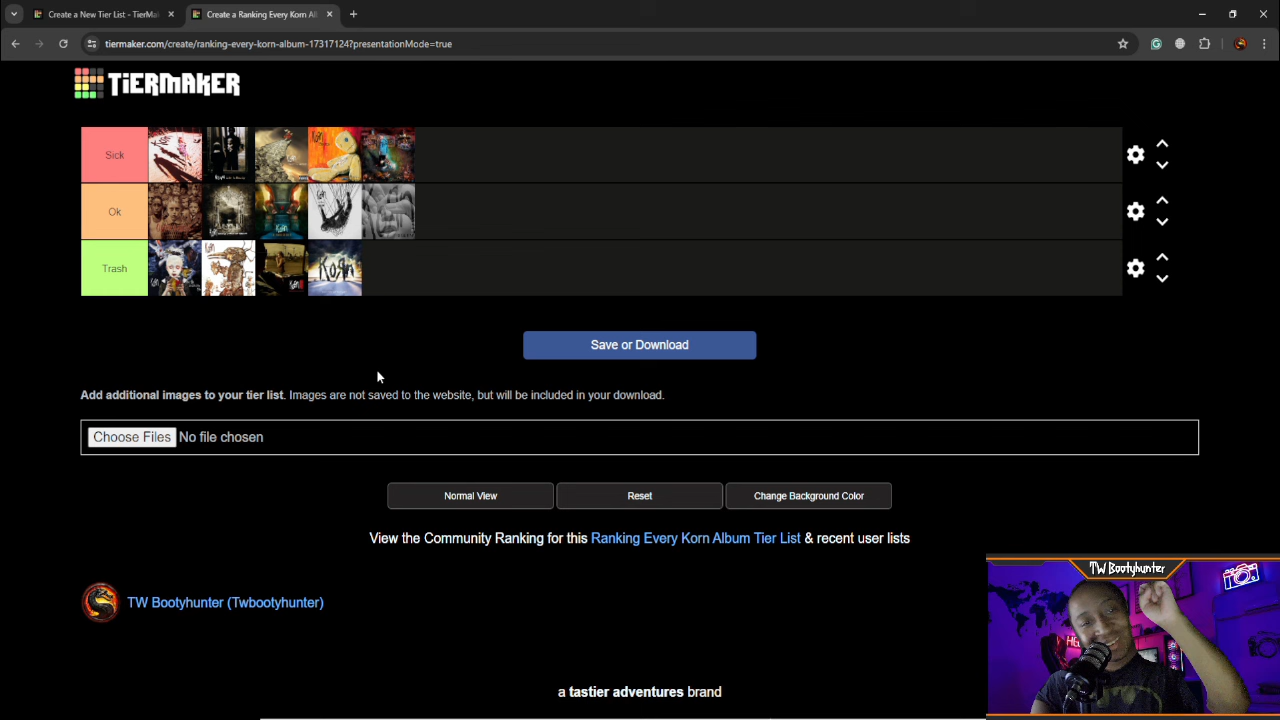 Create a New Tier List - TierMa
Create a Ranking Every Korn Al
tiermaker.com/create/ranking-every-korn-album-17317124?presentationMode=true
TiERMAKER
Sick
Ok
Trash
KoRn
Save or Download
Add additional images to your tier list. Images are not saved to the website, but will be included in your download.
Choose Files No file chosen
Normal View
Reset
Change Background Color
View the Community Ranking for this Ranking Every Korn Album Tier List & recent user lists
TW Bootyhunter
TW Bootyhunter (Twbootyhunter)
a tastier adventures brand